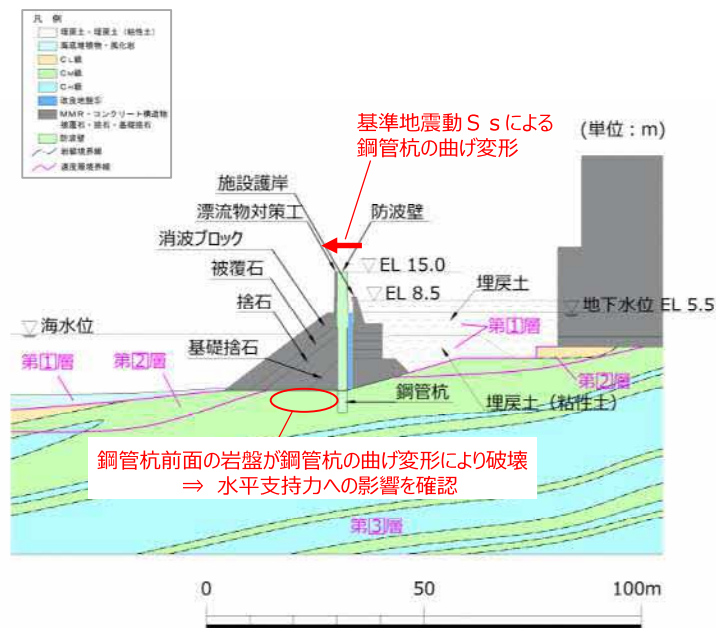 凡 例
埋戻土・埋戻土（粘性土）
海底堆積物・風化岩
CL級
CM級
CH級
改良地盤⑤
MMR・コンクリート構造物
被覆石・捨石・基礎捨石
防波壁
岩級境界線
速度層境界線
基準地震動Ｓｓによる
鋼管杭の曲げ変形
(単位：m)
施設護岸
漂流物対策工
防波壁
消波ブロック
▽EL 15.0
被覆石
▽EL 8.5
埋戻土
捨石
▽地下水位 EL 5.5
▽海水位
第1層
基礎捨石
第1層
第2層
第2層
鋼管杭
埋戻土（粘性土）
鋼管杭前面の岩盤が鋼管杭の曲げ変形により破壊
⇒ 水平支持力への影響を確認
第3層
0 50 100m